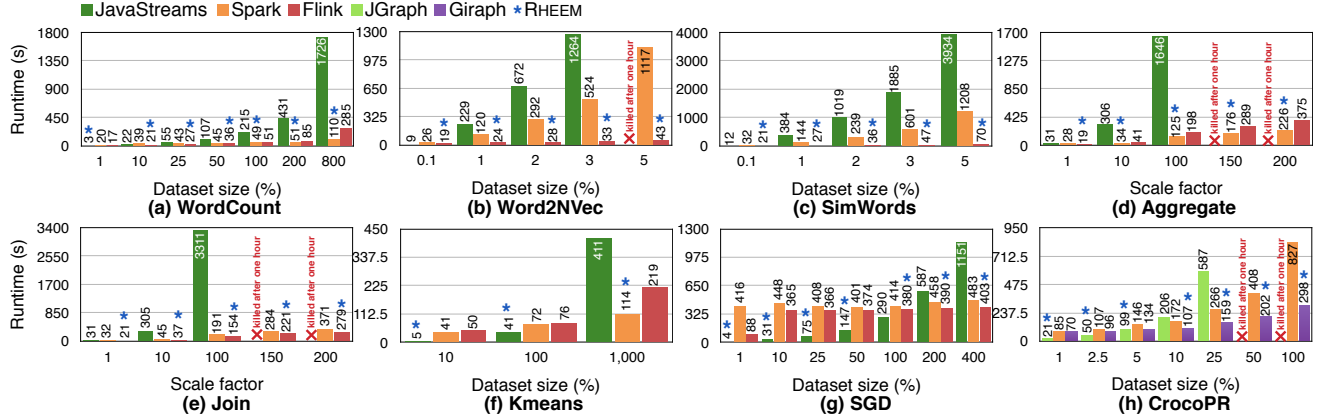 JavaStreams Spark Flink JGraph Giraph * RHEEM
Runtime (s)
1800
1350
900
450
0
3 20 17 22 39 21 55 43 27 107 45 36 215 49 51 431 51 85 1726 110 285
1 10 25 50 100 200 800
Dataset size (%)
(a) WordCount
1300
975
650
325
0
9 26 19 229 120 24 672 292 28 1264 524 33 killed after one hour 1117 43
0.1 1 2 3 5
Dataset size (%)
(b) Word2NVec
4000
3000
2000
1000
0
12 32 21 384 144 27 1019 239 36 1885 601 47 3934 1208 70
0.1 1 2 3 5
Dataset size (%)
(c) SimWords
1700
1275
850
425
0
31 28 19 306 34 41 1646 125 198 killed after one hour 176 289 killed after one hour 226 375
1 10 100 150 200
Scale factor
(d) Aggregate
Runtime (s)
3400
2550
1700
850
0
31 32 21 305 45 37 3311 191 154 killed after one hour 284 221 killed after one hour 371 279
1 10 100 150 200
Scale factor
(e) Join
450
337.5
225
112.5
0
5 41 50 41 72 76 411 114 219
10 100 1,000
Dataset size (%)
(f) Kmeans
1300
975
650
325
0
4 416 88 31 448 365 75 408 366 147 401 374 290 414 380 587 458 390 1151 483 403
1 10 25 50 100 200 400
Dataset size (%)
(g) SGD
950
712.5
475
237.5
0
21 85 70 50 107 96 99 146 134 206 172 107 587 266 159 killed after one hour 408 202 killed after one hour 827 298
1 2.5 5 10 25 50 100
Dataset size (%)
(h) CrocoPR